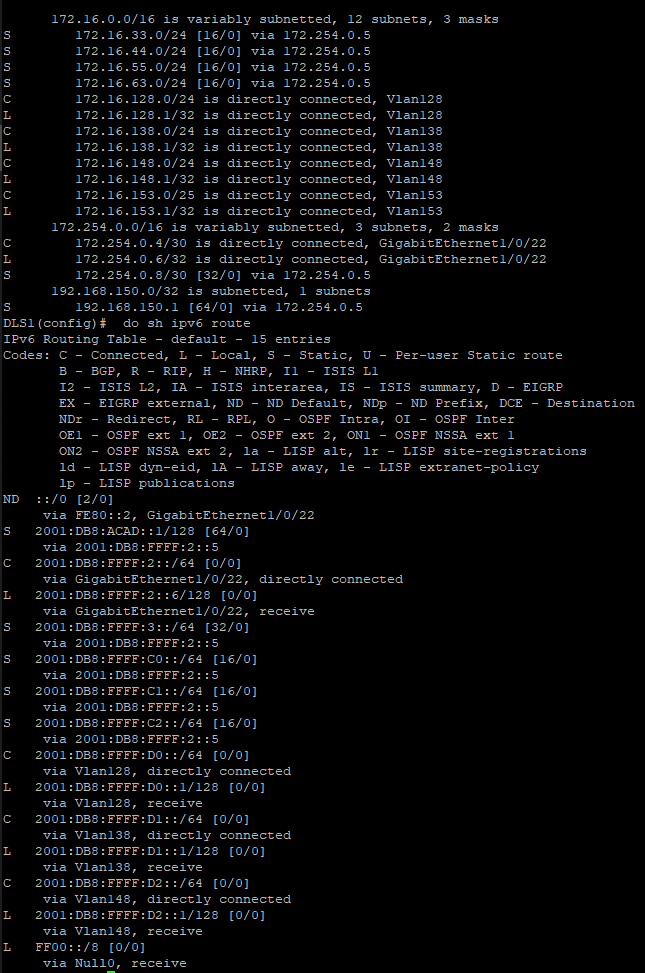 172.16.0.0/16 is variably subnetted, 12 subnets, 3 masks
S        172.16.33.0/24 [16/0] via 172.254.0.5
S        172.16.44.0/24 [16/0] via 172.254.0.5
S        172.16.55.0/24 [16/0] via 172.254.0.5
S        172.16.63.0/24 [16/0] via 172.254.0.5
C        172.16.128.0/24 is directly connected, Vlan128
L        172.16.128.1/32 is directly connected, Vlan128
C        172.16.138.0/24 is directly connected, Vlan138
L        172.16.138.1/32 is directly connected, Vlan138
C        172.16.148.0/24 is directly connected, Vlan148
L        172.16.148.1/32 is directly connected, Vlan148
C        172.16.153.0/25 is directly connected, Vlan153
L        172.16.153.1/32 is directly connected, Vlan153
      172.254.0.0/16 is variably subnetted, 3 subnets, 2 masks
C        172.254.0.4/30 is directly connected, GigabitEthernet1/0/22
L        172.254.0.6/32 is directly connected, GigabitEthernet1/0/22
S        172.254.0.8/30 [32/0] via 172.254.0.5
      192.168.150.0/32 is subnetted, 1 subnets
S        192.168.150.1 [64/0] via 172.254.0.5
DLS1(config)#  do sh ipv6 route
IPv6 Routing Table - default - 15 entries
Codes: C - Connected, L - Local, S - Static, U - Per-user Static route
       B - BGP, R - RIP, H - NHRP, I1 - ISIS L1
       I2 - ISIS L2, IA - ISIS interarea, IS - ISIS summary, D - EIGRP
       EX - EIGRP external, ND - ND Default, NDp - ND Prefix, DCE - Destination
       NDr - Redirect, RL - RPL, O - OSPF Intra, OI - OSPF Inter
       OE1 - OSPF ext 1, OE2 - OSPF ext 2, ON1 - OSPF NSSA ext 1
       ON2 - OSPF NSSA ext 2, la - LISP alt, lr - LISP site-registrations
       ld - LISP dyn-eid, lA - LISP away, le - LISP extranet-policy
       lp - LISP publications
ND  ::/0 [2/0]
     via FE80::2, GigabitEthernet1/0/22
S   2001:DB8:ACAD::1/128 [64/0]
     via 2001:DB8:FFFF:2::5
C   2001:DB8:FFFF:2::/64 [0/0]
     via GigabitEthernet1/0/22, directly connected
L   2001:DB8:FFFF:2::6/128 [0/0]
     via GigabitEthernet1/0/22, receive
S   2001:DB8:FFFF:3::/64 [32/0]
     via 2001:DB8:FFFF:2::5
S   2001:DB8:FFFF:C0::/64 [16/0]
     via 2001:DB8:FFFF:2::5
S   2001:DB8:FFFF:C1::/64 [16/0]
     via 2001:DB8:FFFF:2::5
S   2001:DB8:FFFF:C2::/64 [16/0]
     via 2001:DB8:FFFF:2::5
C   2001:DB8:FFFF:D0::/64 [0/0]
     via Vlan128, directly connected
L   2001:DB8:FFFF:D0::1/128 [0/0]
     via Vlan128, receive
C   2001:DB8:FFFF:D1::/64 [0/0]
     via Vlan138, directly connected
L   2001:DB8:FFFF:D1::1/128 [0/0]
     via Vlan138, receive
C   2001:DB8:FFFF:D2::/64 [0/0]
     via Vlan148, directly connected
L   2001:DB8:FFFF:D2::1/128 [0/0]
     via Vlan148, receive
L   FF00::/8 [0/0]
     via Null0, receive